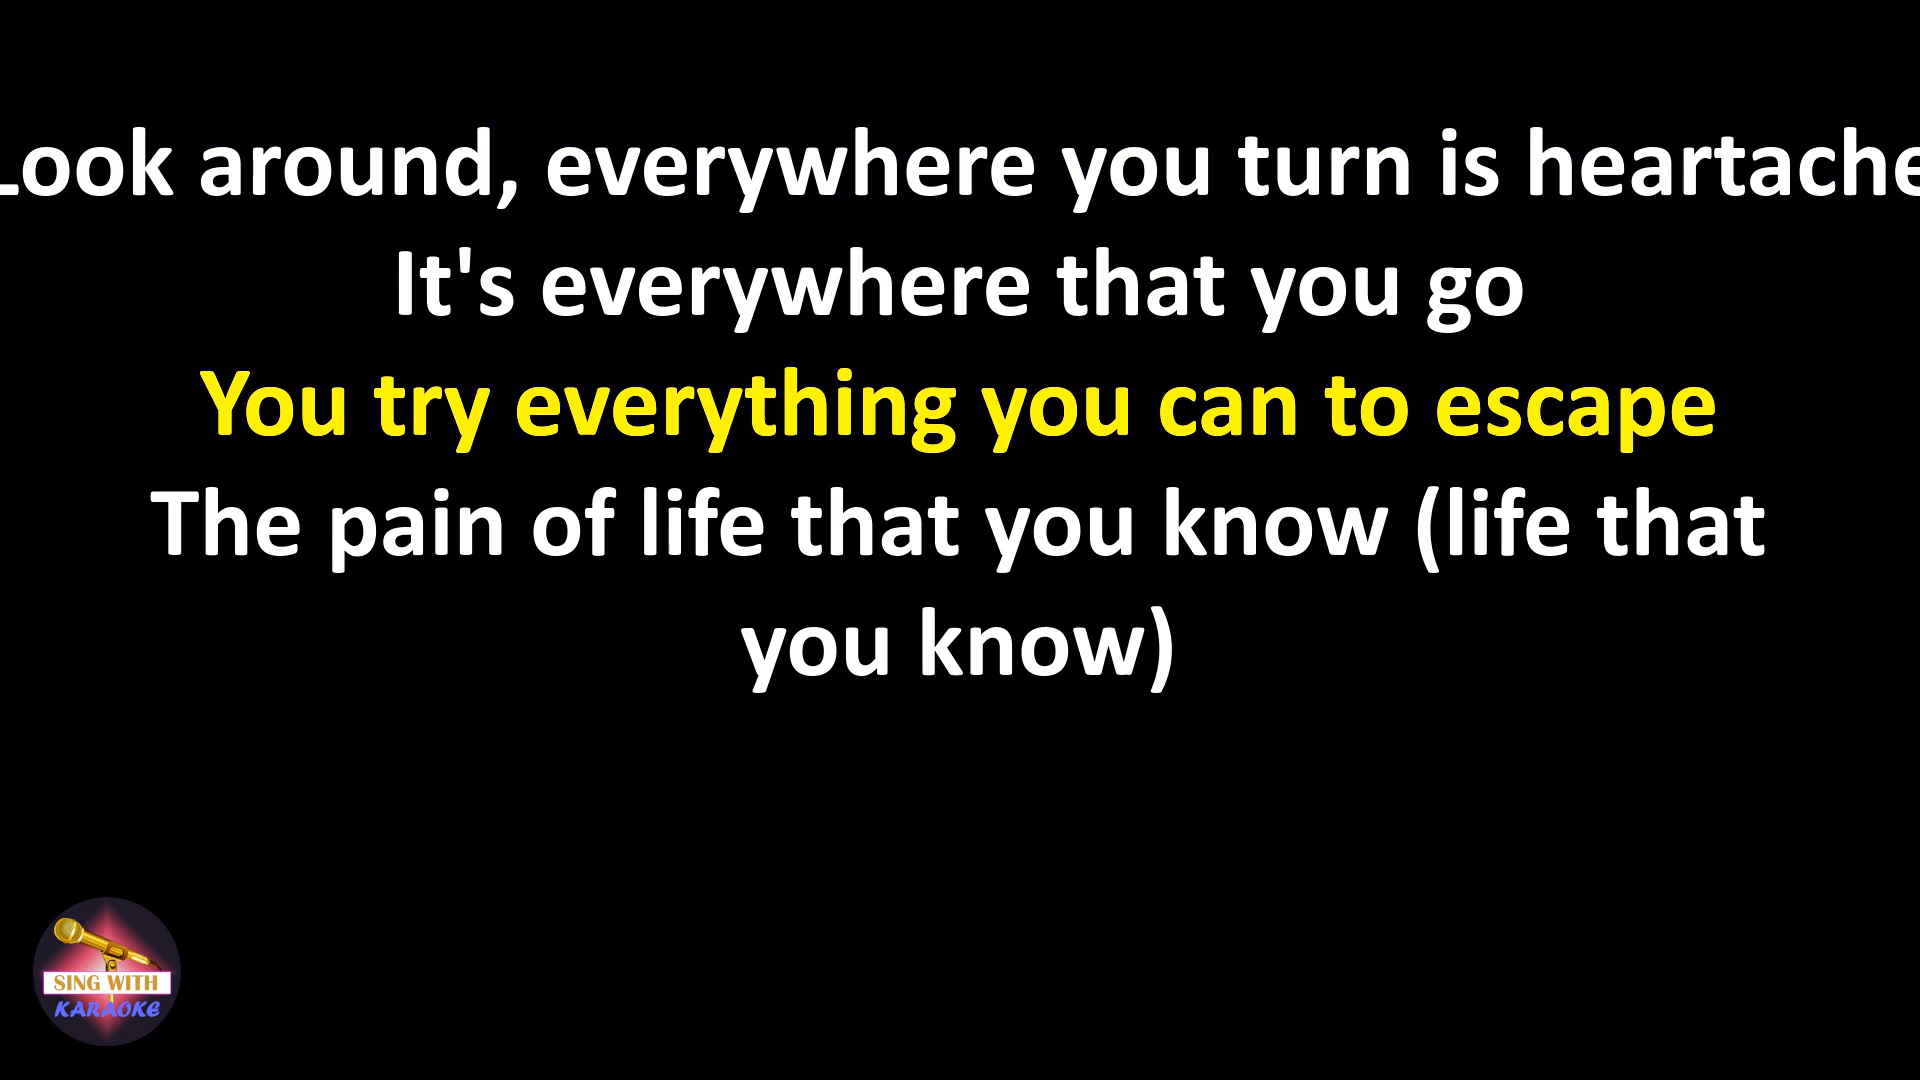 Look around, everywhere you turn is heartache
It's everywhere that you go
You try everything you can to escape
The pain of life that you know (life that
you know)
SING WITH
KARAOKE